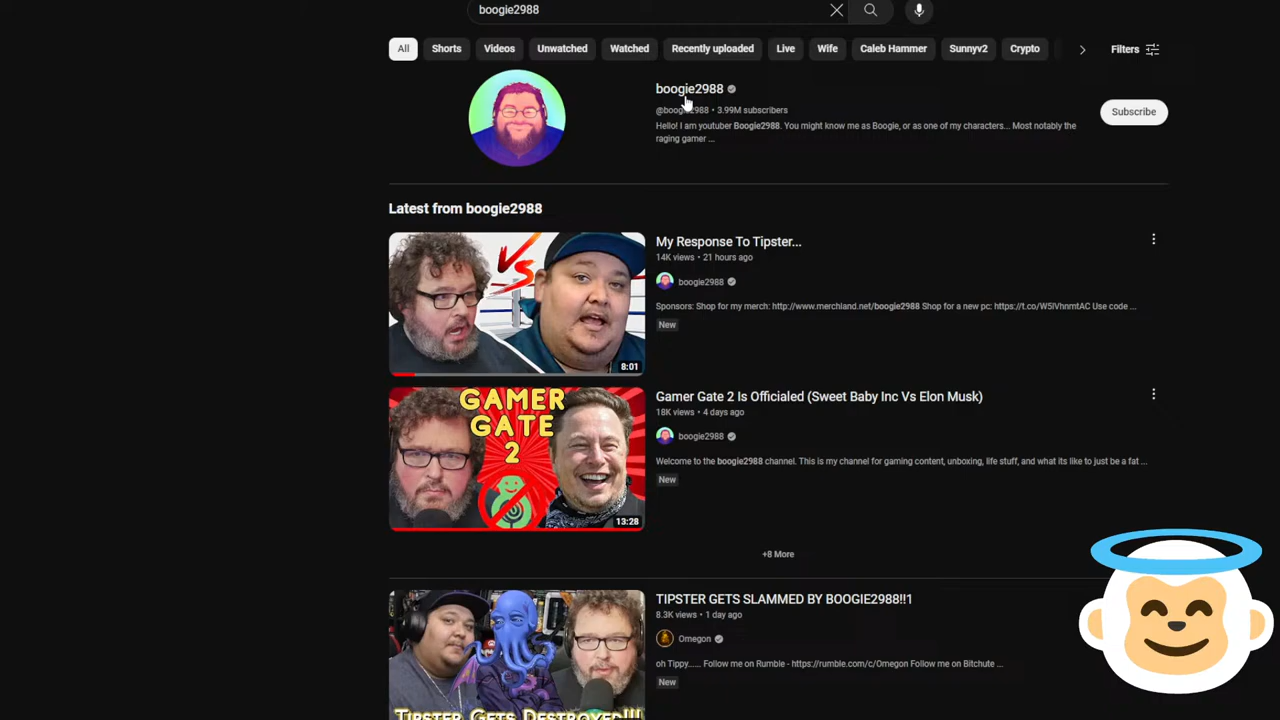 boogie2988
All Shorts Videos Unwatched Watched Recently uploaded Live Wife Caleb Hammer Sunnyv2 Crypto Filters
boogie2988
@boogie2988 • 3.99M subscribers
Subscribe
Hello! I am youtuber Boogie2988. You might know me as Boogie, or as one of my characters... Most notably the
raging gamer ...
Latest from boogie2988
VS
8:01
My Response To Tipster...
14K views • 21 hours ago
boogie2988
Sponsors: Shop for my merch: http://www.merchland.net/boogie2988 Shop for a new pc: https://t.co/W5IVhnmtAC Use code ...
New
GAMER
GATE
2
13:28
Gamer Gate 2 Is Officialed (Sweet Baby Inc Vs Elon Musk)
18K views • 4 days ago
boogie2988
Welcome to the boogie2988 channel. This is my channel for gaming content, unboxing, life stuff, and what its like to just be a fat ...
New
+8 More
TIPSTER GETS DESTROYED!!!
TIPSTER GETS SLAMMED BY BOOGIE2988!!1
8.3K views • 1 day ago
Omegon
oh Tippy...... Follow me on Rumble - https://rumble.com/c/Omegon Follow me on Bitchute ...
New